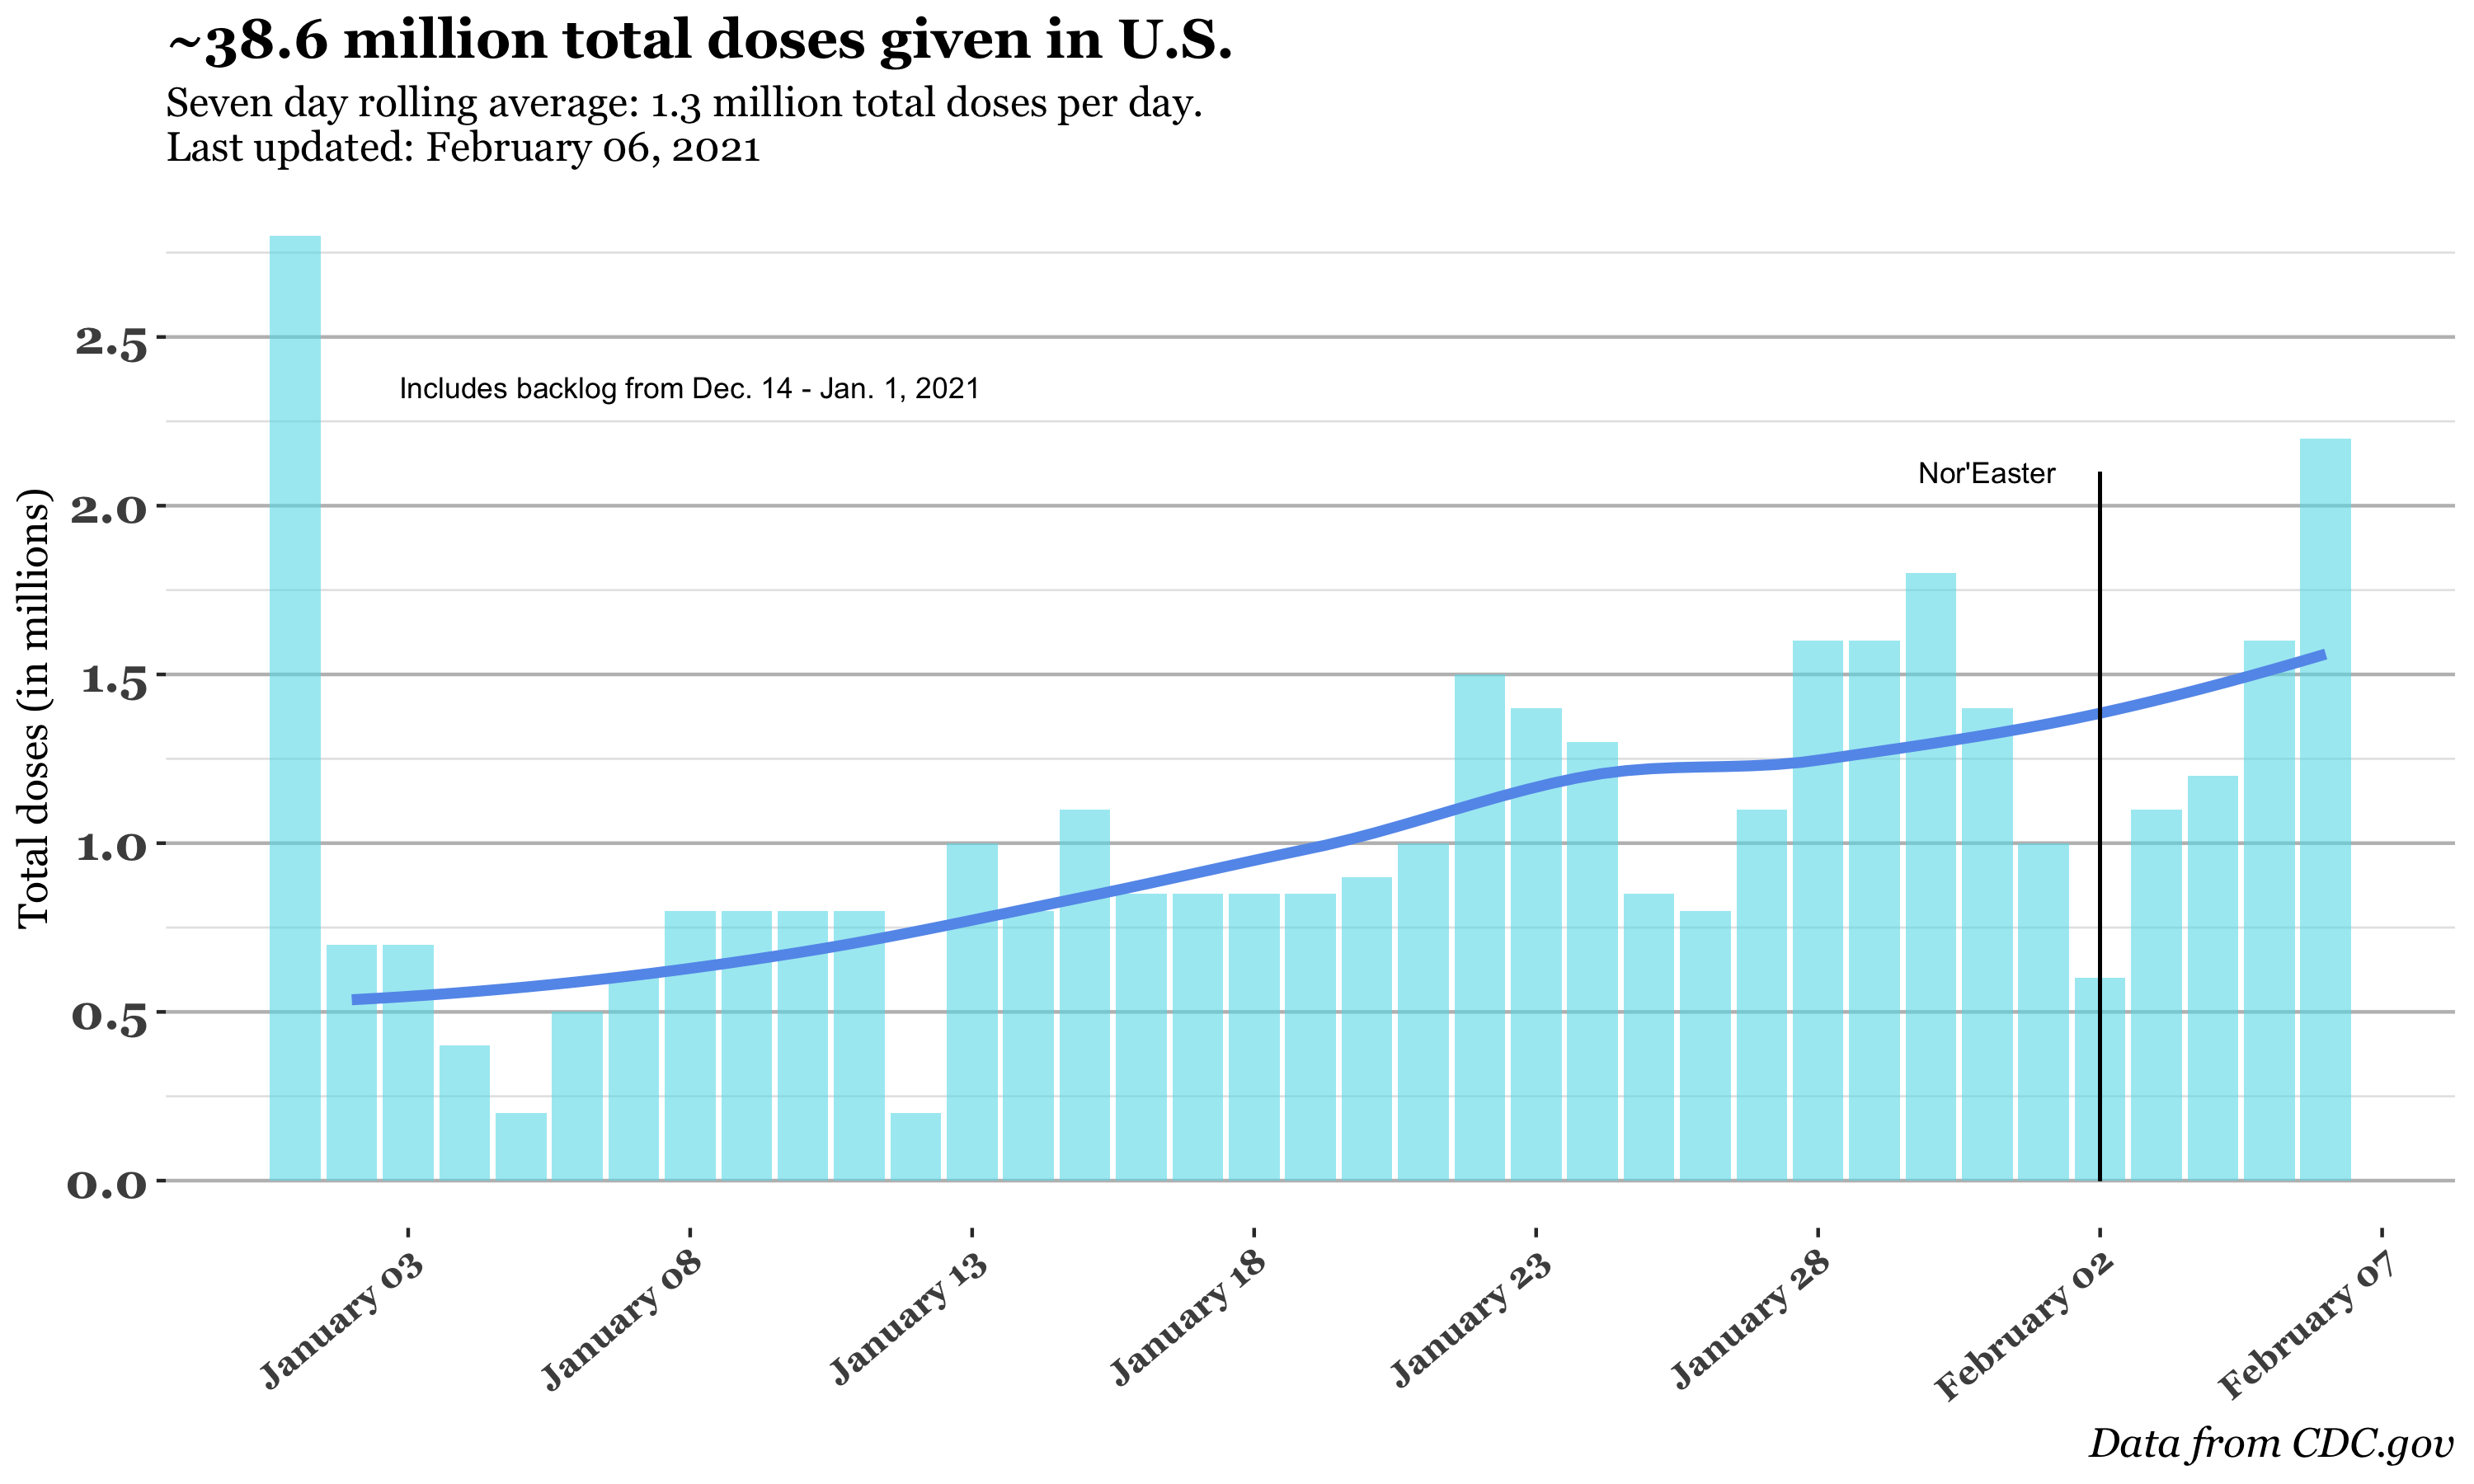 ~38.6 million total doses given in U.S.
Seven day rolling average: 1.3 million total doses per day.
Last updated: February 06, 2021
Total doses (in millions)
2.5
2.0
1.5
1.0
0.5
0.0
Includes backlog from Dec. 14 - Jan. 1, 2021
Nor'Easter
January 03
January 08
January 13
January 18
January 23
January 28
February 02
February 07
Data from CDC.gov